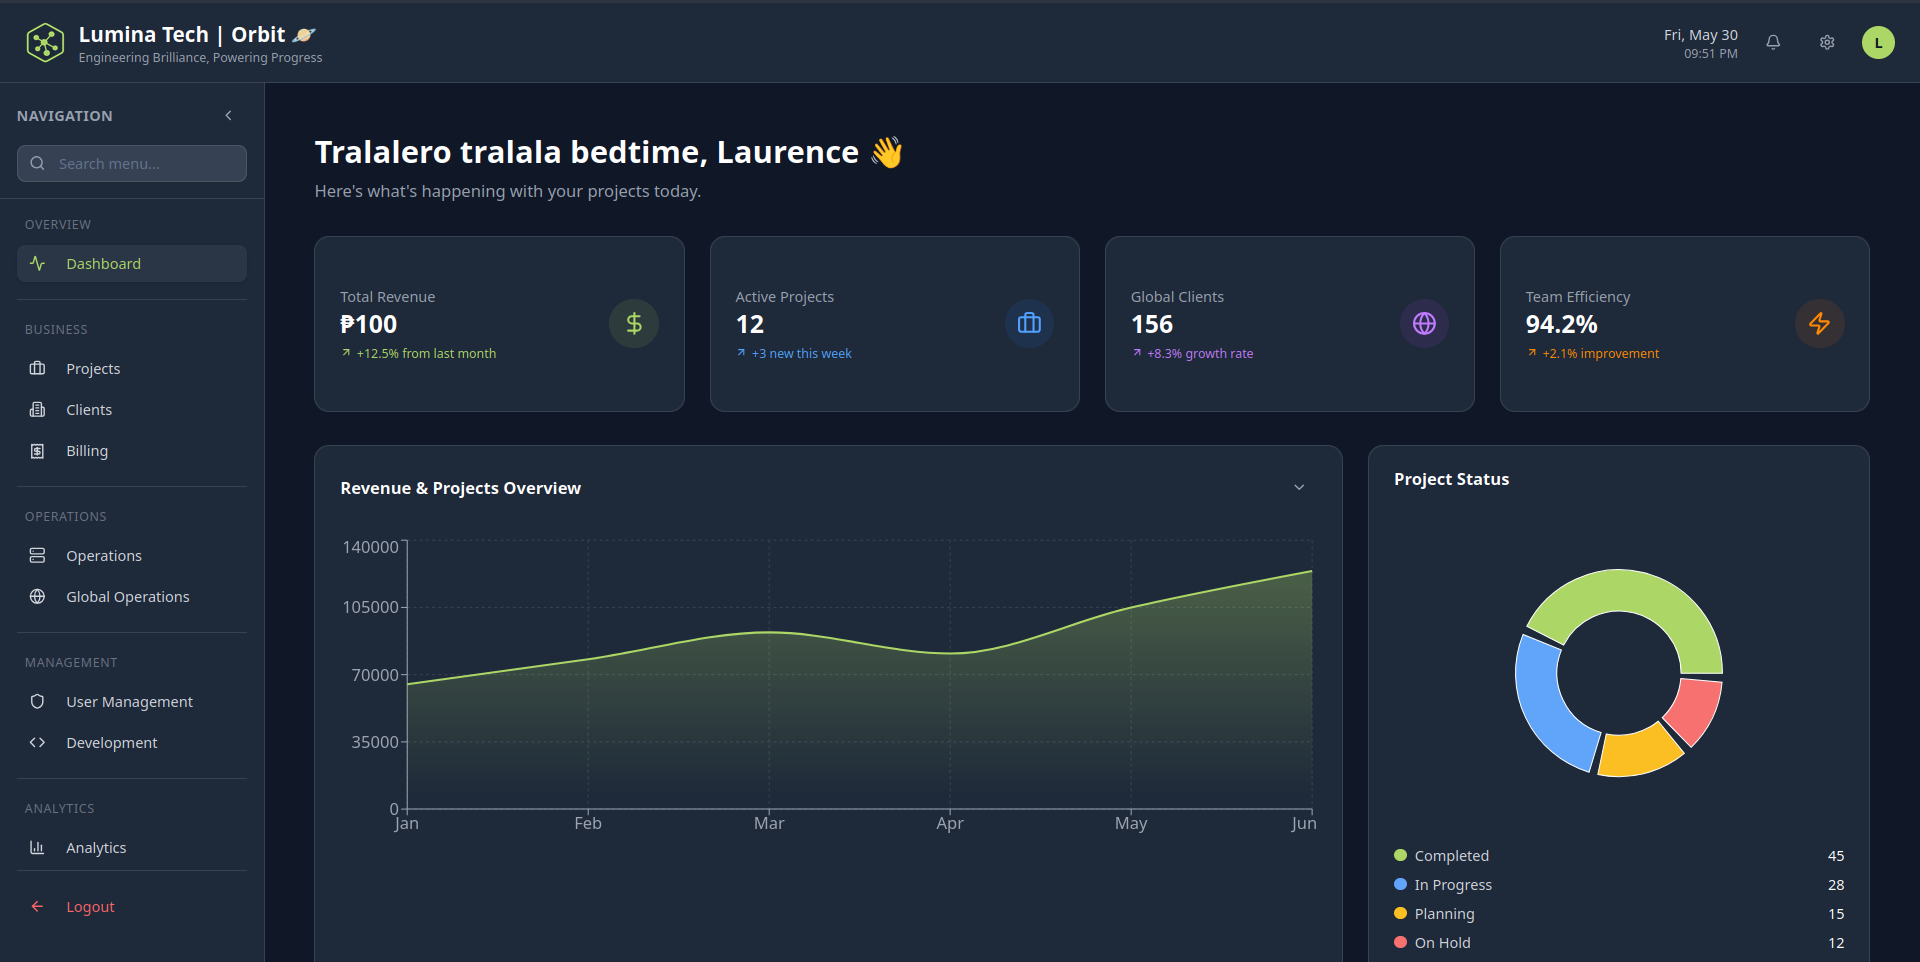 Lumina Tech | Orbit 🪐
Engineering Brilliance, Powering Progress
Fri, May 30
09:51 PM
L
NAVIGATION
Search menu...
OVERVIEW
Dashboard
BUSINESS
Projects
Clients
Billing
OPERATIONS
Operations
Global Operations
MANAGEMENT
User Management
Development
ANALYTICS
Analytics
Logout
Tralalero tralala bedtime, Laurence 👋
Here's what's happening with your projects today.
Total Revenue
₱100
+12.5% from last month
Active Projects
12
+3 new this week
Global Clients
156
+8.3% growth rate
Team Efficiency
94.2%
+2.1% improvement
Revenue & Projects Overview
140000
105000
70000
35000
0
Jan Feb Mar Apr May Jun
Project Status
Completed 45
In Progress 28
Planning 15
On Hold 12